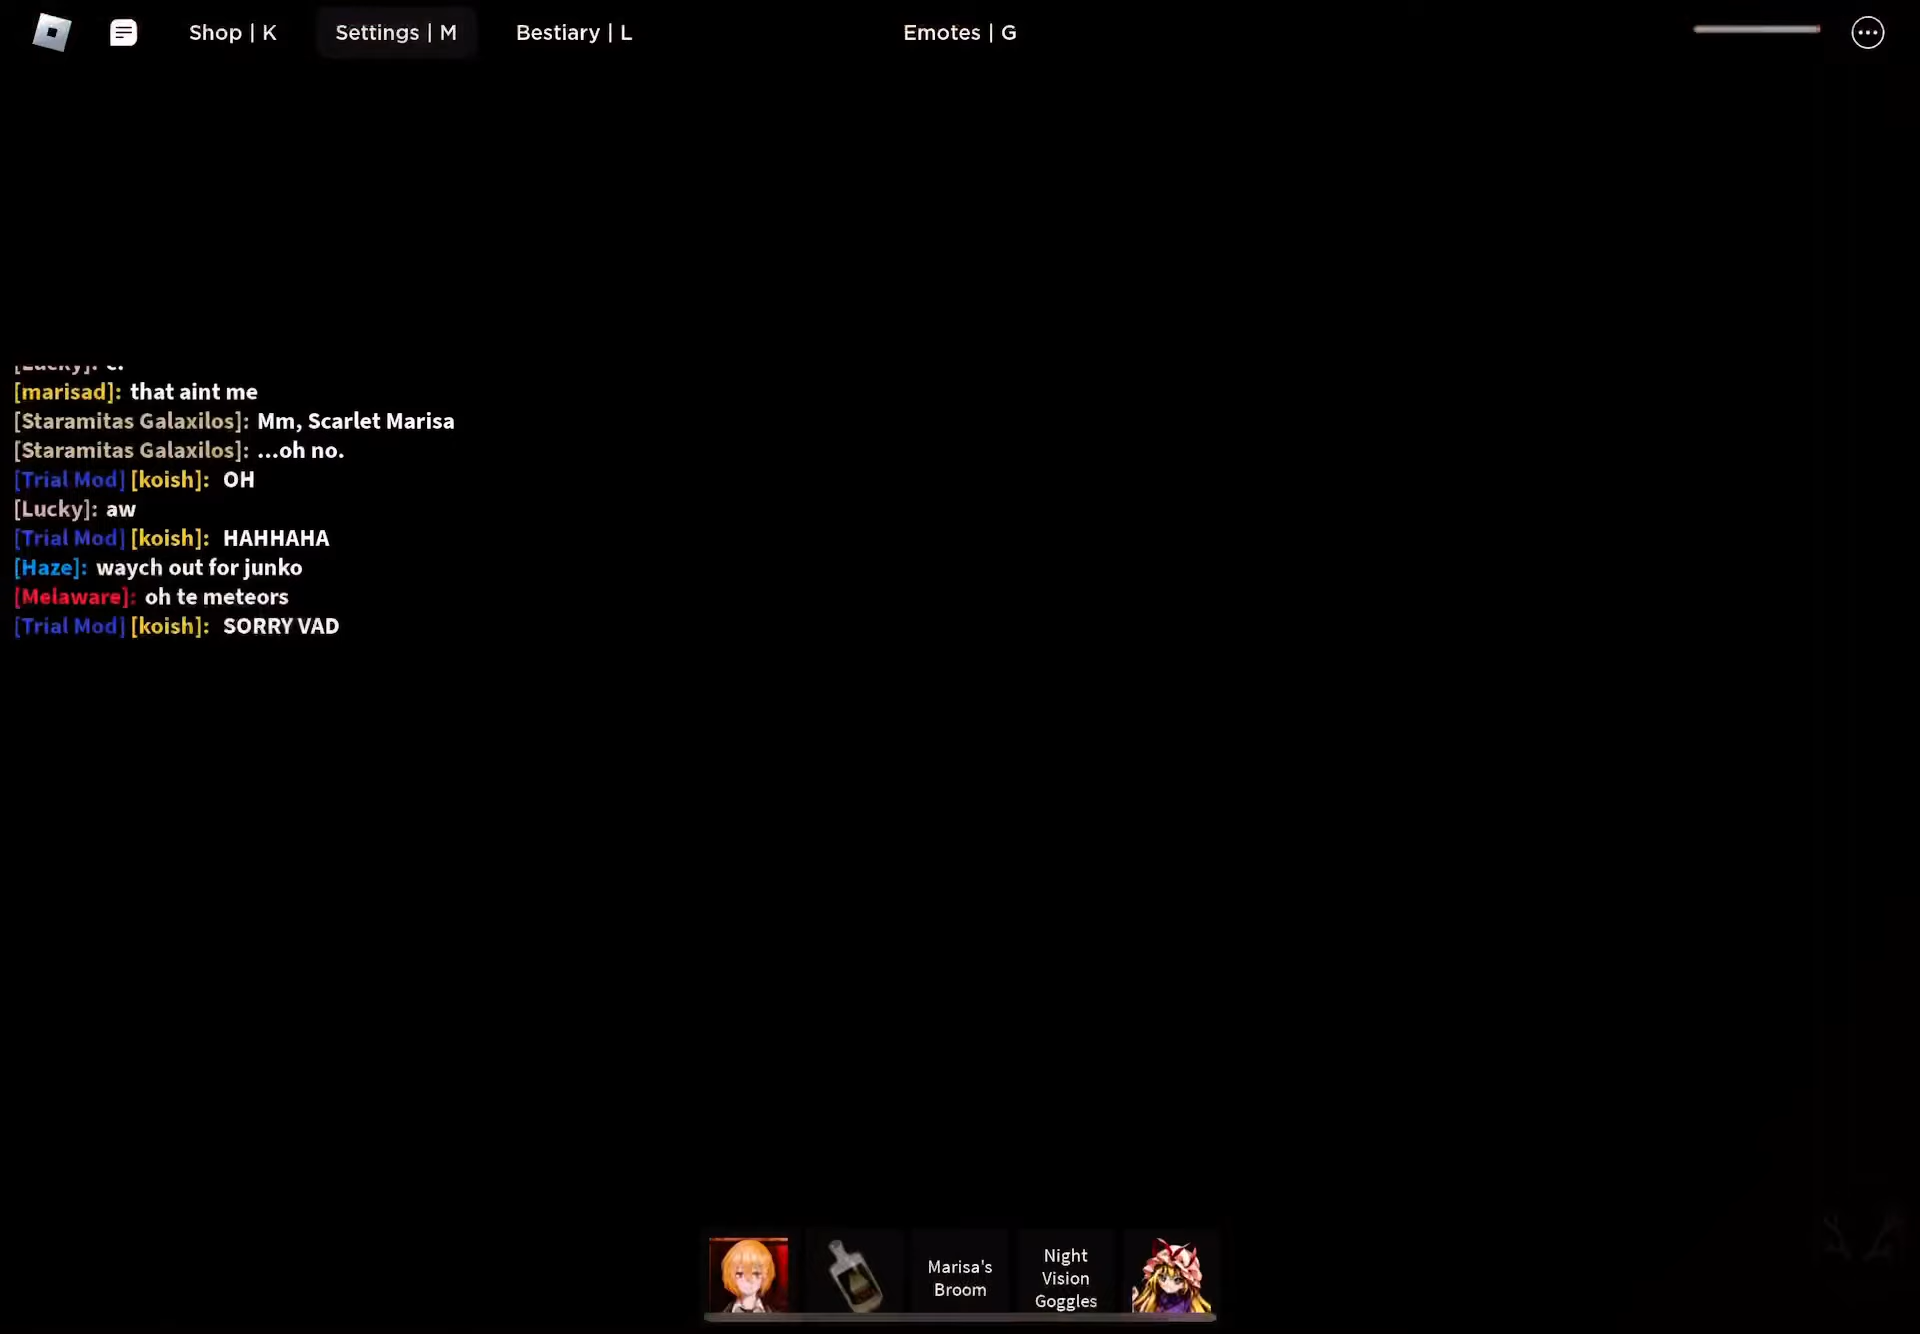 Shop | K
Settings | M
Bestiary | L
Emotes | G
[Lucky]: c:
[marisad]: that aint me
[Staramitas Galaxilos]: Mm, Scarlet Marisa
[Staramitas Galaxilos]: ...oh no.
[Trial Mod] [koish]: OH
[Lucky]: aw
[Trial Mod] [koish]: HAHHAHA
[Haze]: waych out for junko
[Melaware]: oh te meteors
[Trial Mod] [koish]: SORRY VAD
Marisa's
Broom
Night
Vision
Goggles